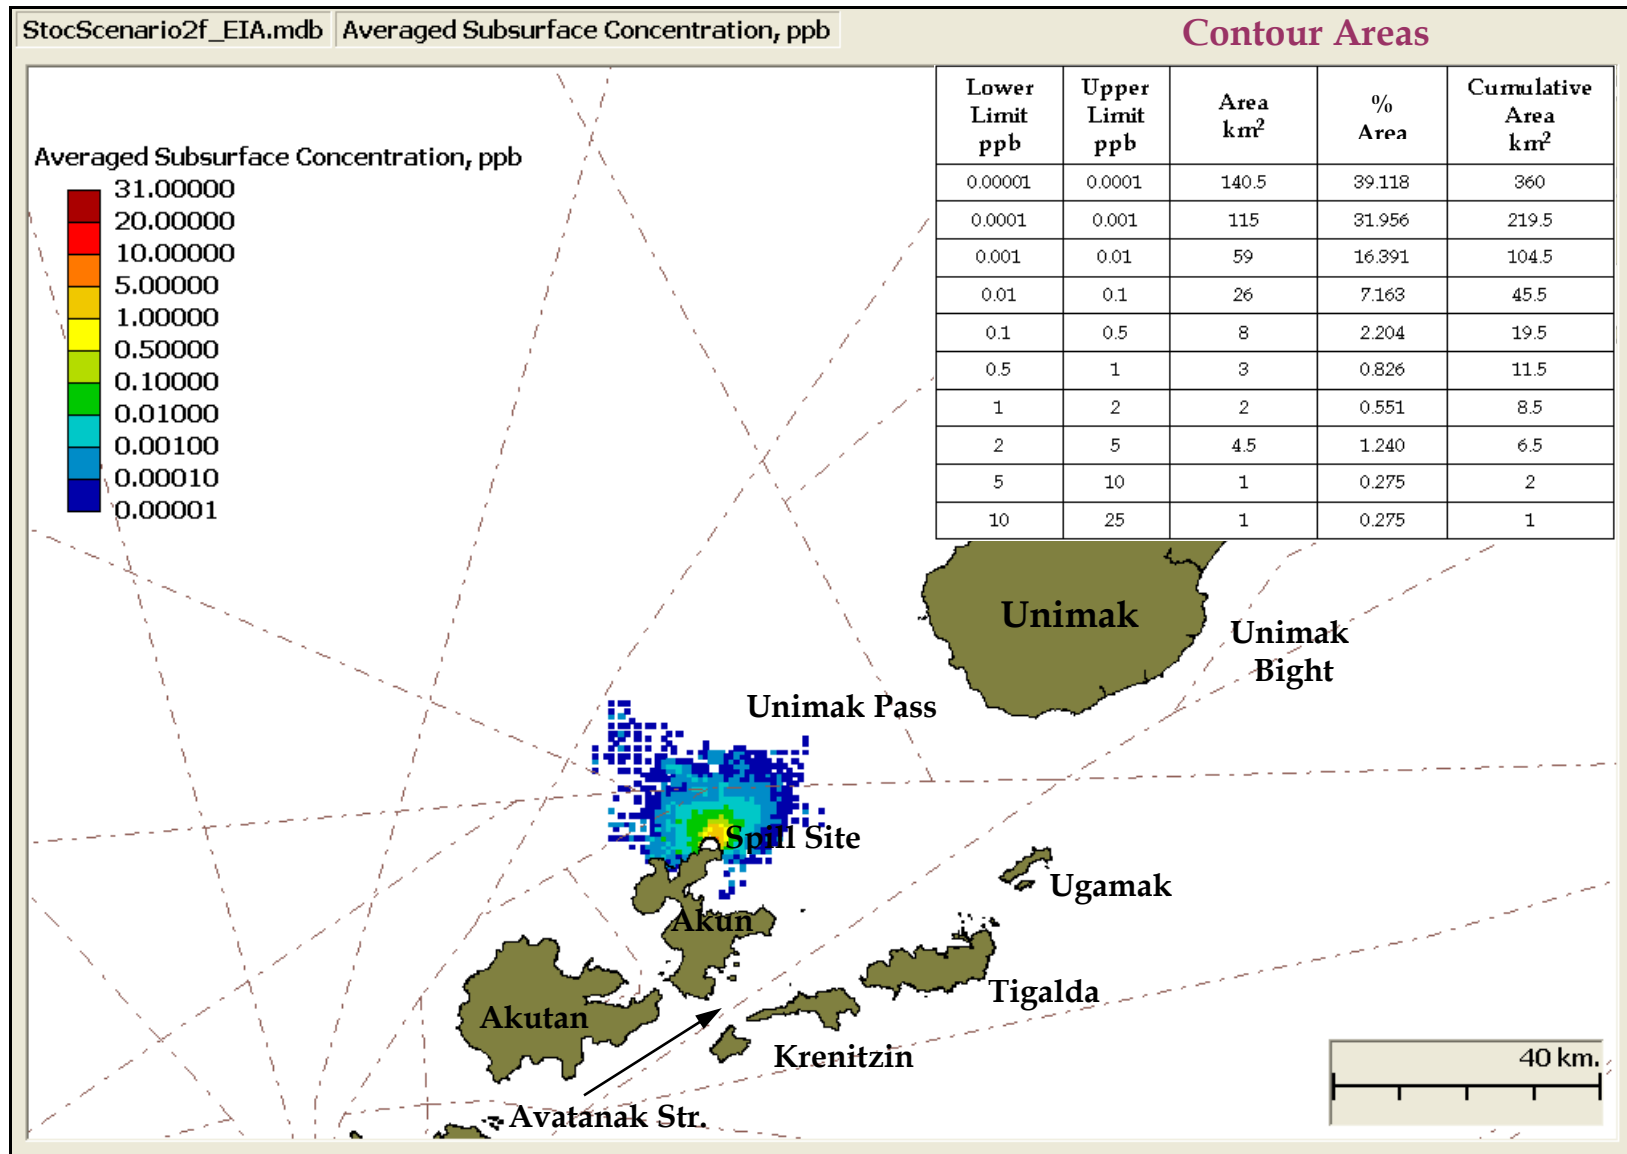 StocScenario2f_EIA.mdb Averaged Subsurface Concentration, ppb
Contour Areas
Averaged Subsurface Concentration, ppb
31.00000
20.00000
10.00000
5.00000
1.00000
0.50000
0.10000
0.01000
0.00100
0.00010
0.00001
Lower Limit ppb Upper Limit ppb Area km² % Area Cumulative Area km²
0.00001 0.0001 140.5 39.118 360
0.0001 0.001 115 31.956 219.5
0.001 0.01 59 16.391 104.5
0.01 0.1 26 7.163 45.5
0.1 0.5 8 2.204 19.5
0.5 1 3 0.826 11.5
1 2 2 0.551 8.5
2 5 4.5 1.240 6.5
5 10 1 0.275 2
10 25 1 0.275 1
Unimak
Unimak
Bight
Unimak Pass
Spill Site
Ugamak
Akun
Tigalda
Akutan
Krenitzin
Avatanak Str.
40 km.